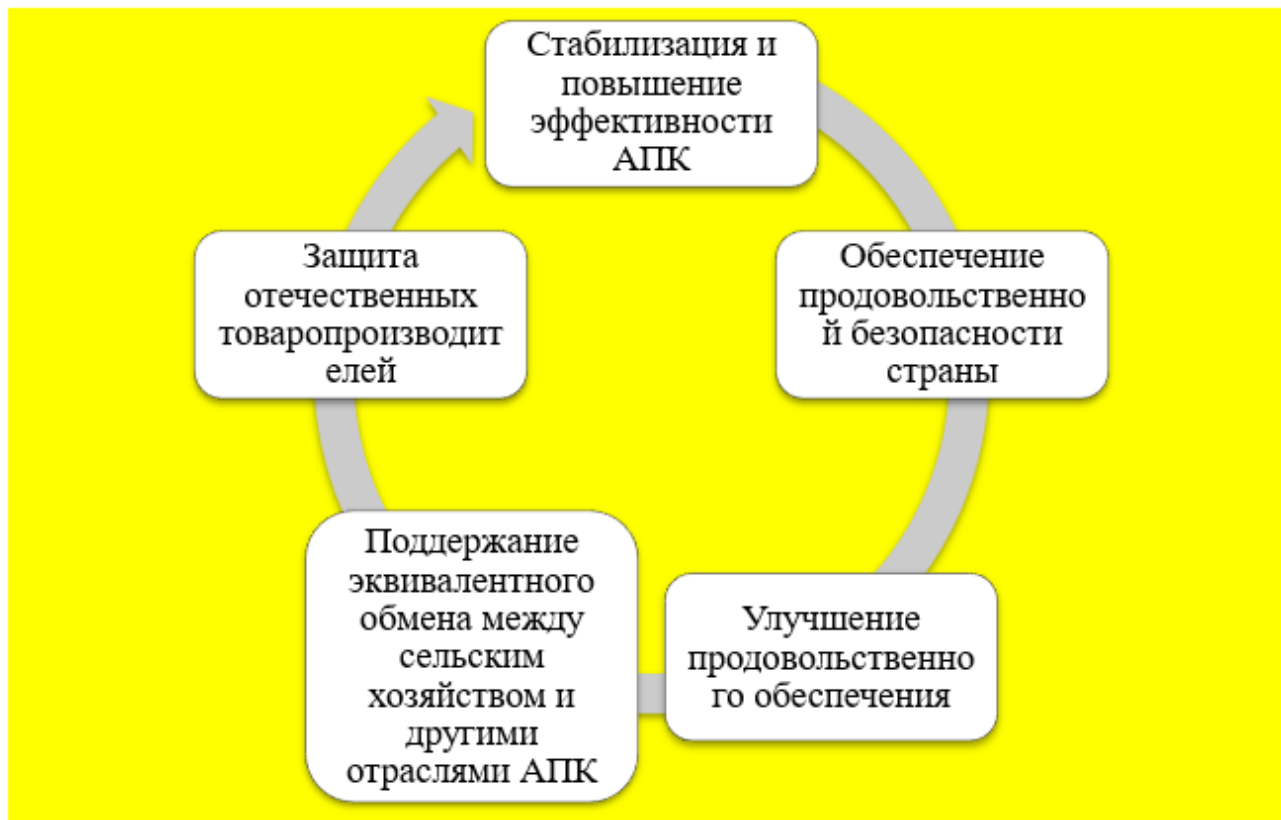 Стабилизация и
повышение
эффективности
АПК
Обеспечение
продовольственно
й безопасности
страны
Улучшение
продовольственно
го обеспечения
Поддержание
эквивалентного
обмена между
сельским
хозяйством и
другими
отраслями АПК
Защита
отечественных
товаропроизводит
елей